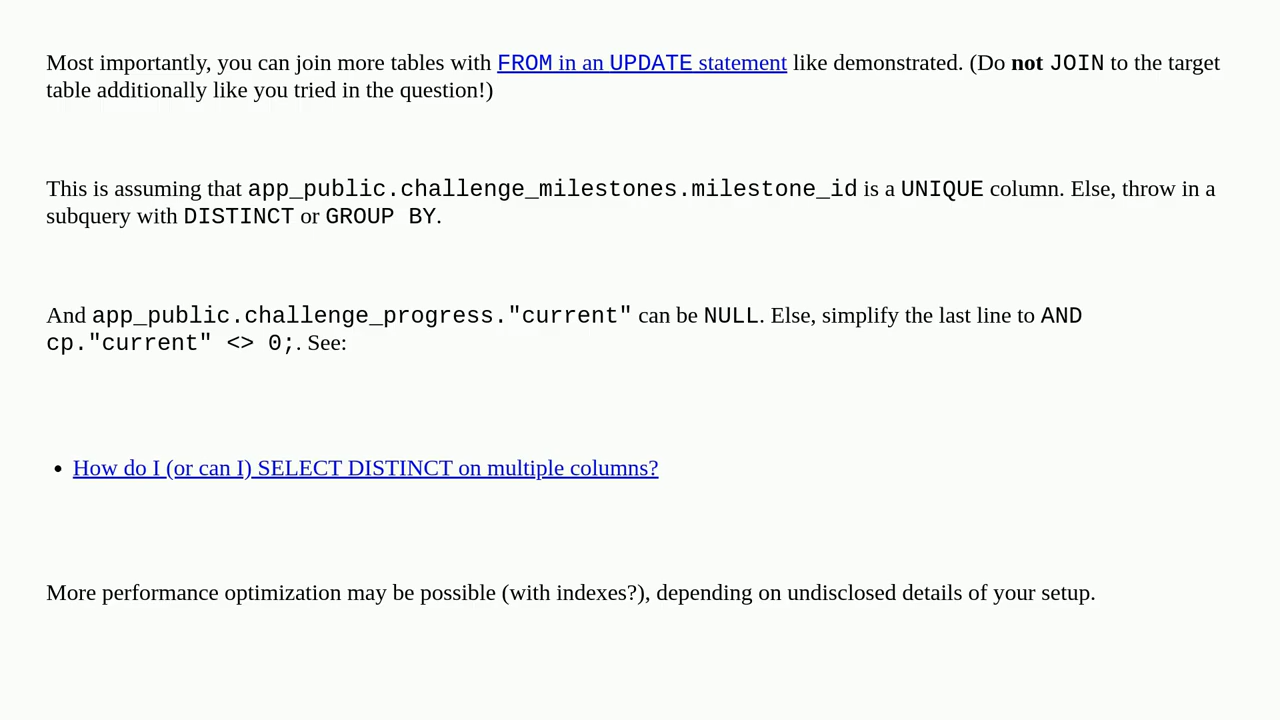 Most importantly, you can join more tables with FROM in an UPDATE statement like demonstrated. (Do not JOIN to the target
table additionally like you tried in the question!)
This is assuming that app_public.challenge_milestones.milestone_id is a UNIQUE column. Else, throw in a
subquery with DISTINCT or GROUP BY.
And app_public.challenge_progress."current" can be NULL. Else, simplify the last line to AND
cp."current" <> 0;. See:
• How do I (or can I) SELECT DISTINCT on multiple columns?
More performance optimization may be possible (with indexes?), depending on undisclosed details of your setup.